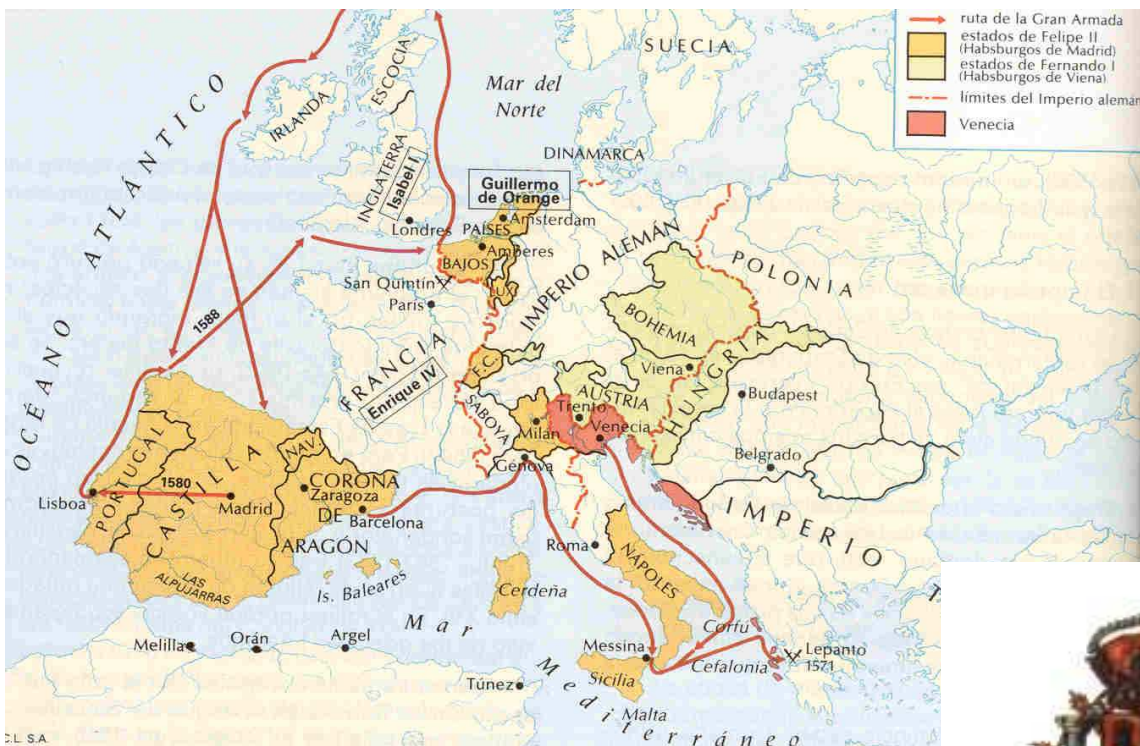 ruta de la Gran Armada
estados de Felipe II
(Habsburgos de Madrid)
estados de Fernando I
(Habsburgos de Viena)
límites del Imperio alemán
Venecia
OCÉANO ATLÁNTICO
IRLANDA
ESCOCIA
INGLATERRA
Isabel I
Londres
Mar del
Norte
SUECIA
DINAMARCA
Guillermo
de Orange
Amsterdam
PAÍSES
BAJOS
Amberes
LUX.
San Quintín
París
FRANCIA
Enrique IV
F.C.
SABOYA
IMPERIO ALEMÁN
POLONIA
BOHEMIA
Viena
AUSTRIA
HUNGRÍA
Budapest
Belgrado
Trento
Venecia
Milán
Génova
1588
1580
PORTUGAL
Lisboa
CASTILLA
Madrid
NAV.
CORONA
DE
ARAGÓN
Zaragoza
Barcelona
LAS
ALPUJARRAS
Is. Baleares
Cerdeña
Roma
NÁPOLES
IMPERIO
T
Corfú
Cefalonia
Lepanto
1571
Messina
Sicilia
Malta
Mar
Mediterráneo
Melilla
Orán
Argel
Túnez
C.L. S.A.